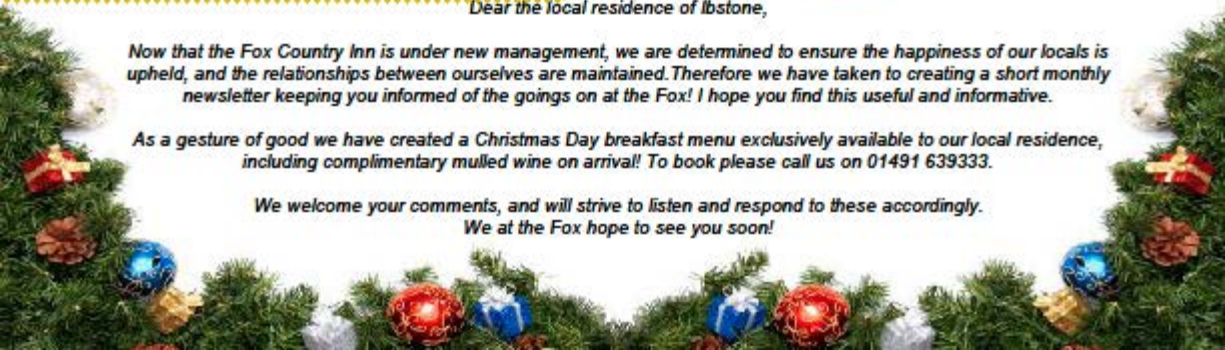 Dear the local residence of Ibstone,
Now that the Fox Country Inn is under new management, we are determined to ensure the happiness of our locals is
upheld, and the relationships between ourselves are maintained.Therefore we have taken to creating a short monthly
newsletter keeping you informed of the goings on at the Fox! I hope you find this useful and informative.
As a gesture of good we have created a Christmas Day breakfast menu exclusively available to our local residence,
including complimentary mulled wine on arrival! To book please call us on 01491 639333.
We welcome your comments, and will strive to listen and respond to these accordingly.
We at the Fox hope to see you soon!